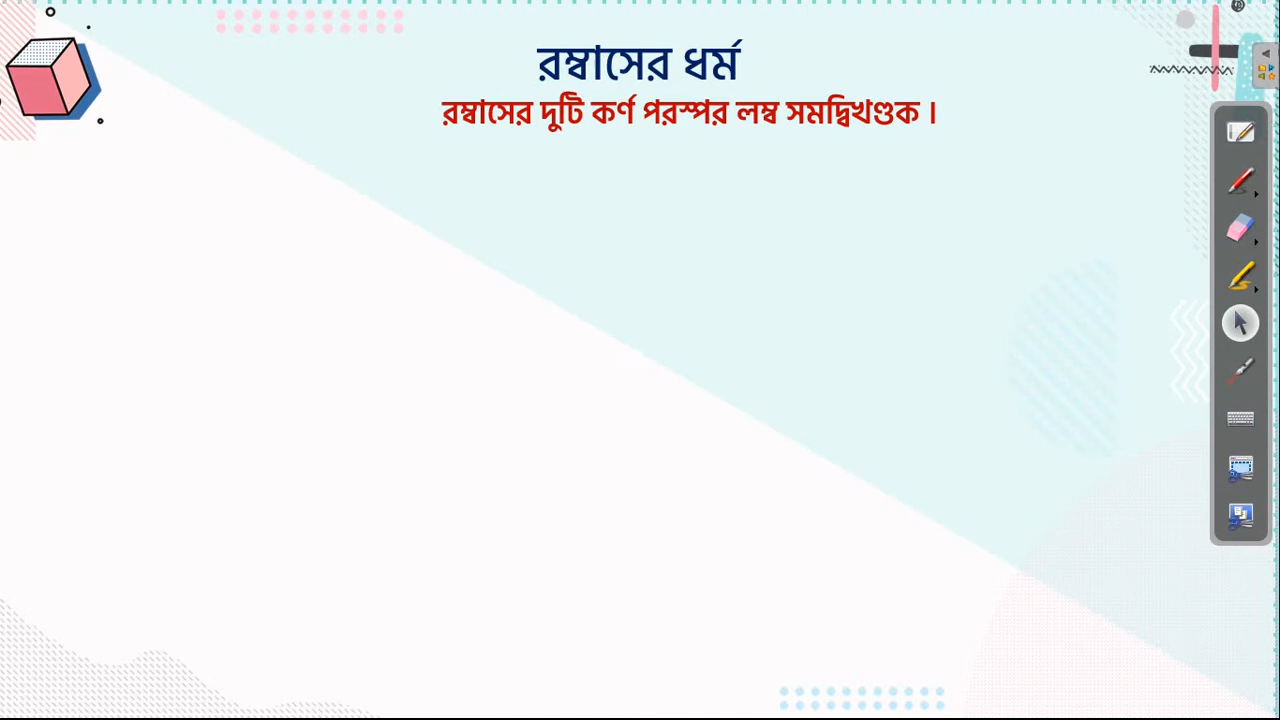 রম্বাসের ধর্ম
রম্বাসের দুটি কর্ণ পরস্পর লম্ব সমদ্বিখণ্ডক ।